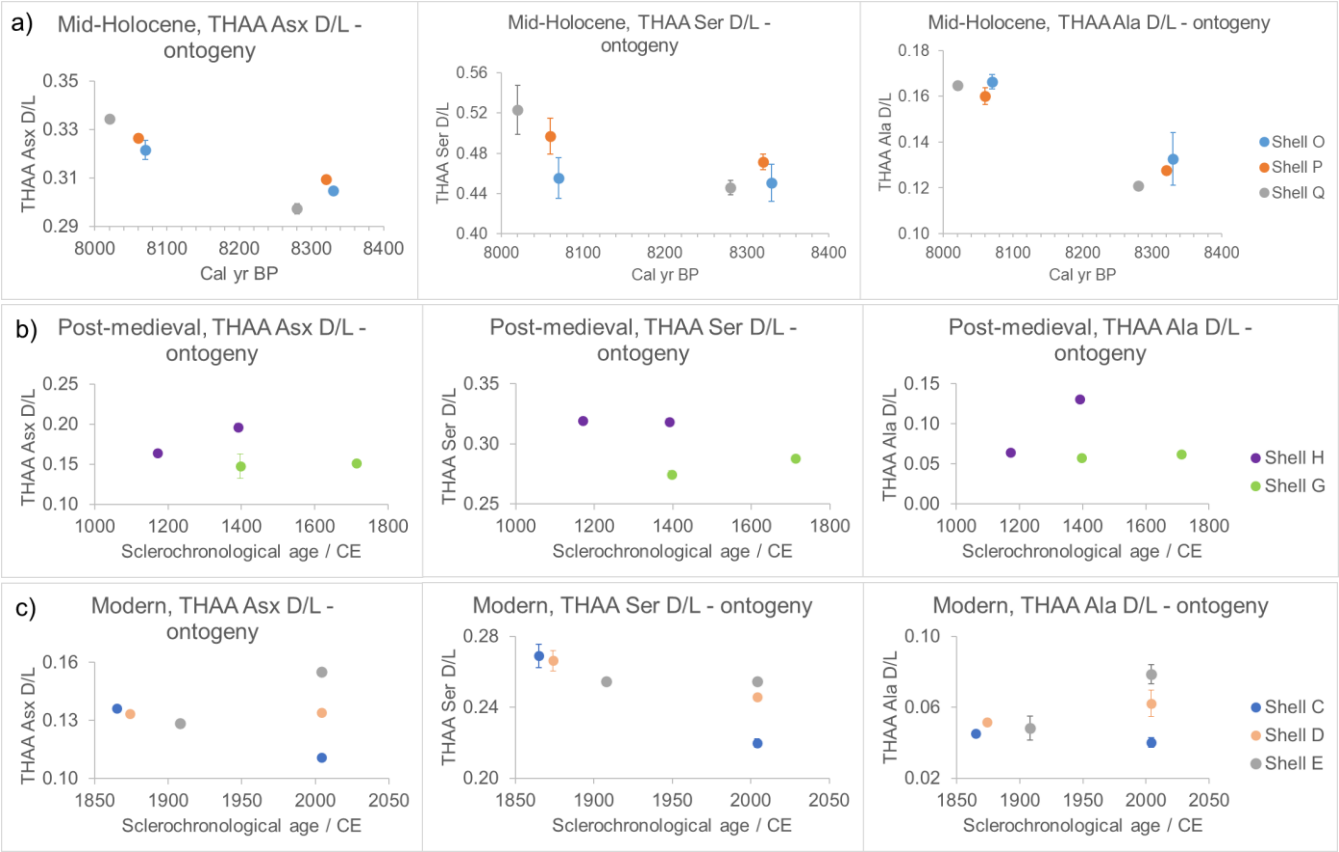 a)
Mid-Holocene, THAA Asx D/L -
ontogeny
THAA Asx D/L
0.35
0.33
0.31
0.29
8000
8100
8200
8300
8400
Cal yr BP
Mid-Holocene, THAA Ser D/L -
ontogeny
THAA Ser D/L
0.56
0.52
0.48
0.44
0.40
8000
8100
8200
8300
8400
Cal yr BP
Mid-Holocene, THAA Ala D/L - ontogeny
THAA Ala D/L
0.18
0.16
0.14
0.12
0.10
8000
8100
8200
8300
8400
Cal yr BP
Shell O
Shell P
Shell Q
b)
Post-medieval, THAA Asx D/L -
ontogeny
THAA Asx D/L
0.25
0.20
0.15
0.10
1000
1200
1400
1600
1800
Sclerochronological age / CE
Post-medieval, THAA Ser D/L -
ontogeny
THAA Ser D/L
0.35
0.30
0.25
1000
1200
1400
1600
1800
Sclerochronological age / CE
Post-medieval, THAA Ala D/L -
ontogeny
THAA Ala D/L
0.15
0.10
0.05
0.00
1000
1200
1400
1600
1800
Sclerochronological age / CE
Shell H
Shell G
c)
Modern, THAA Asx D/L -
ontogeny
THAA Asx D/L
0.16
0.13
0.10
1850
1900
1950
2000
2050
Sclerochronological age / CE
Modern, THAA Ser D/L - ontogeny
THAA Ser D/L
0.28
0.24
0.20
1850
1900
1950
2000
2050
Sclerochronological age / CE
Modern, THAA Ala D/L - ontogeny
THAA Ala D/L
0.10
0.06
0.02
1850
1900
1950
2000
2050
Sclerochronological age / CE
Shell C
Shell D
Shell E